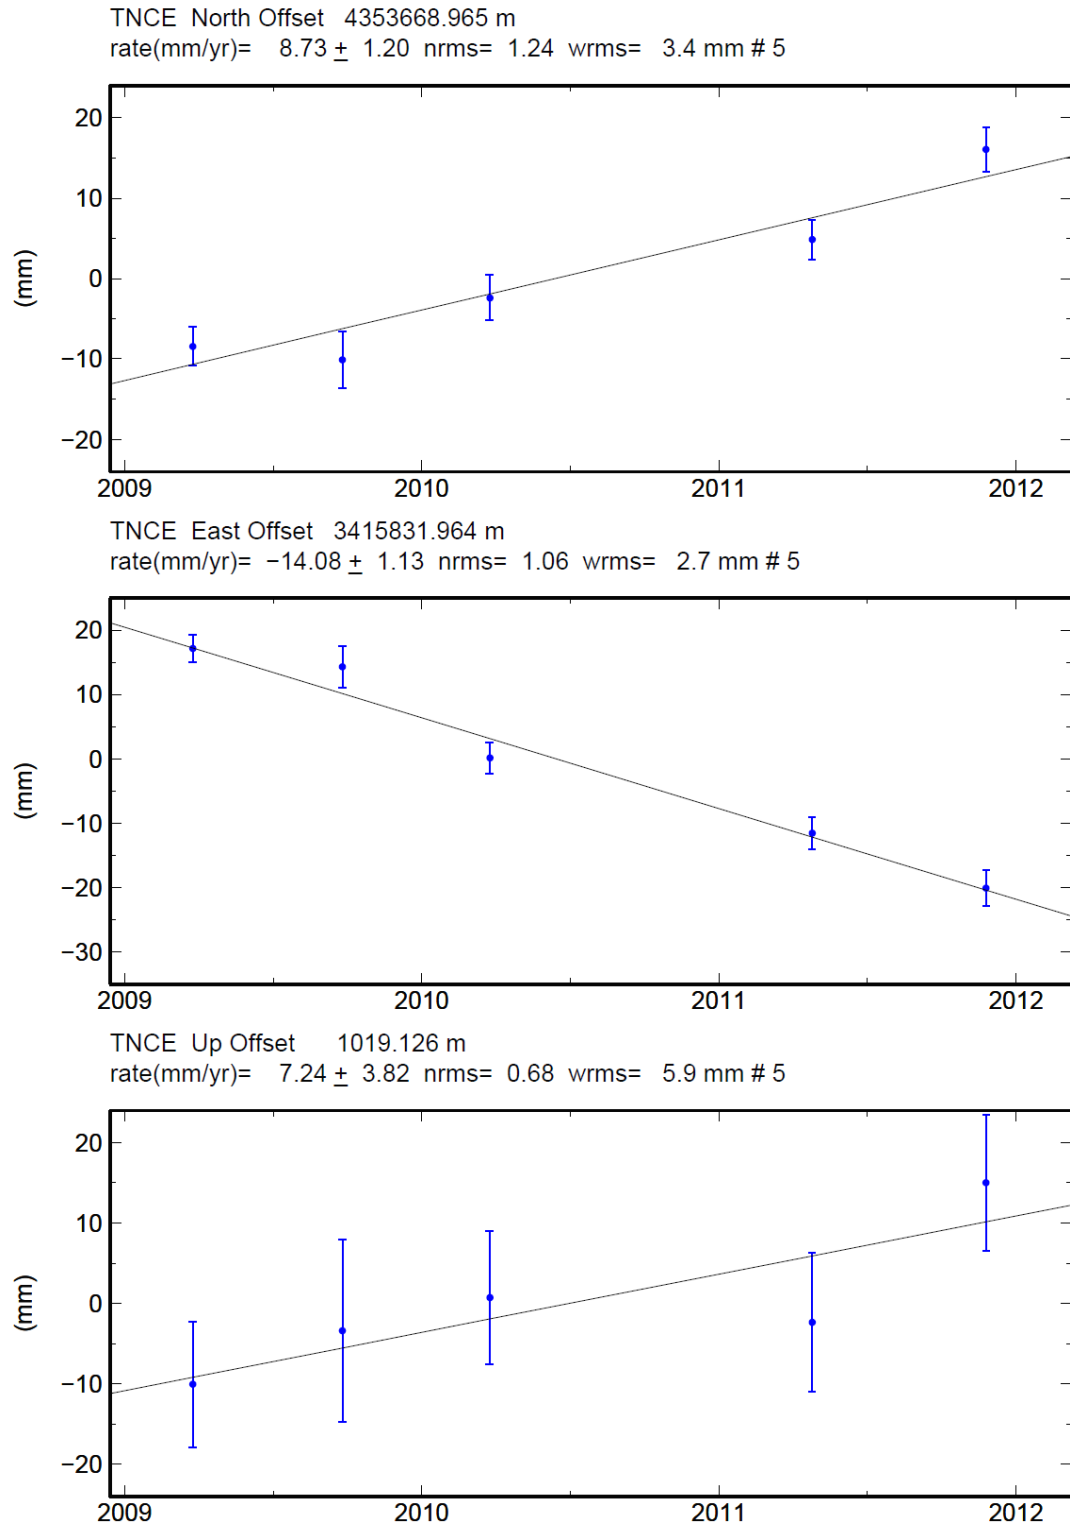 TNCE North Offset 4353668.965 m
rate(mm/yr)= 8.73 ± 1.20 nrms= 1.24 wrms= 3.4 mm # 5
20
10
0
−10
−20
(mm)
2009 2010 2011 2012
TNCE East Offset 3415831.964 m
rate(mm/yr)= −14.08 ± 1.13 nrms= 1.06 wrms= 2.7 mm # 5
20
10
0
−10
−20
−30
(mm)
2009 2010 2011 2012
TNCE Up Offset 1019.126 m
rate(mm/yr)= 7.24 ± 3.82 nrms= 0.68 wrms= 5.9 mm # 5
20
10
0
−10
−20
(mm)
2009 2010 2011 2012